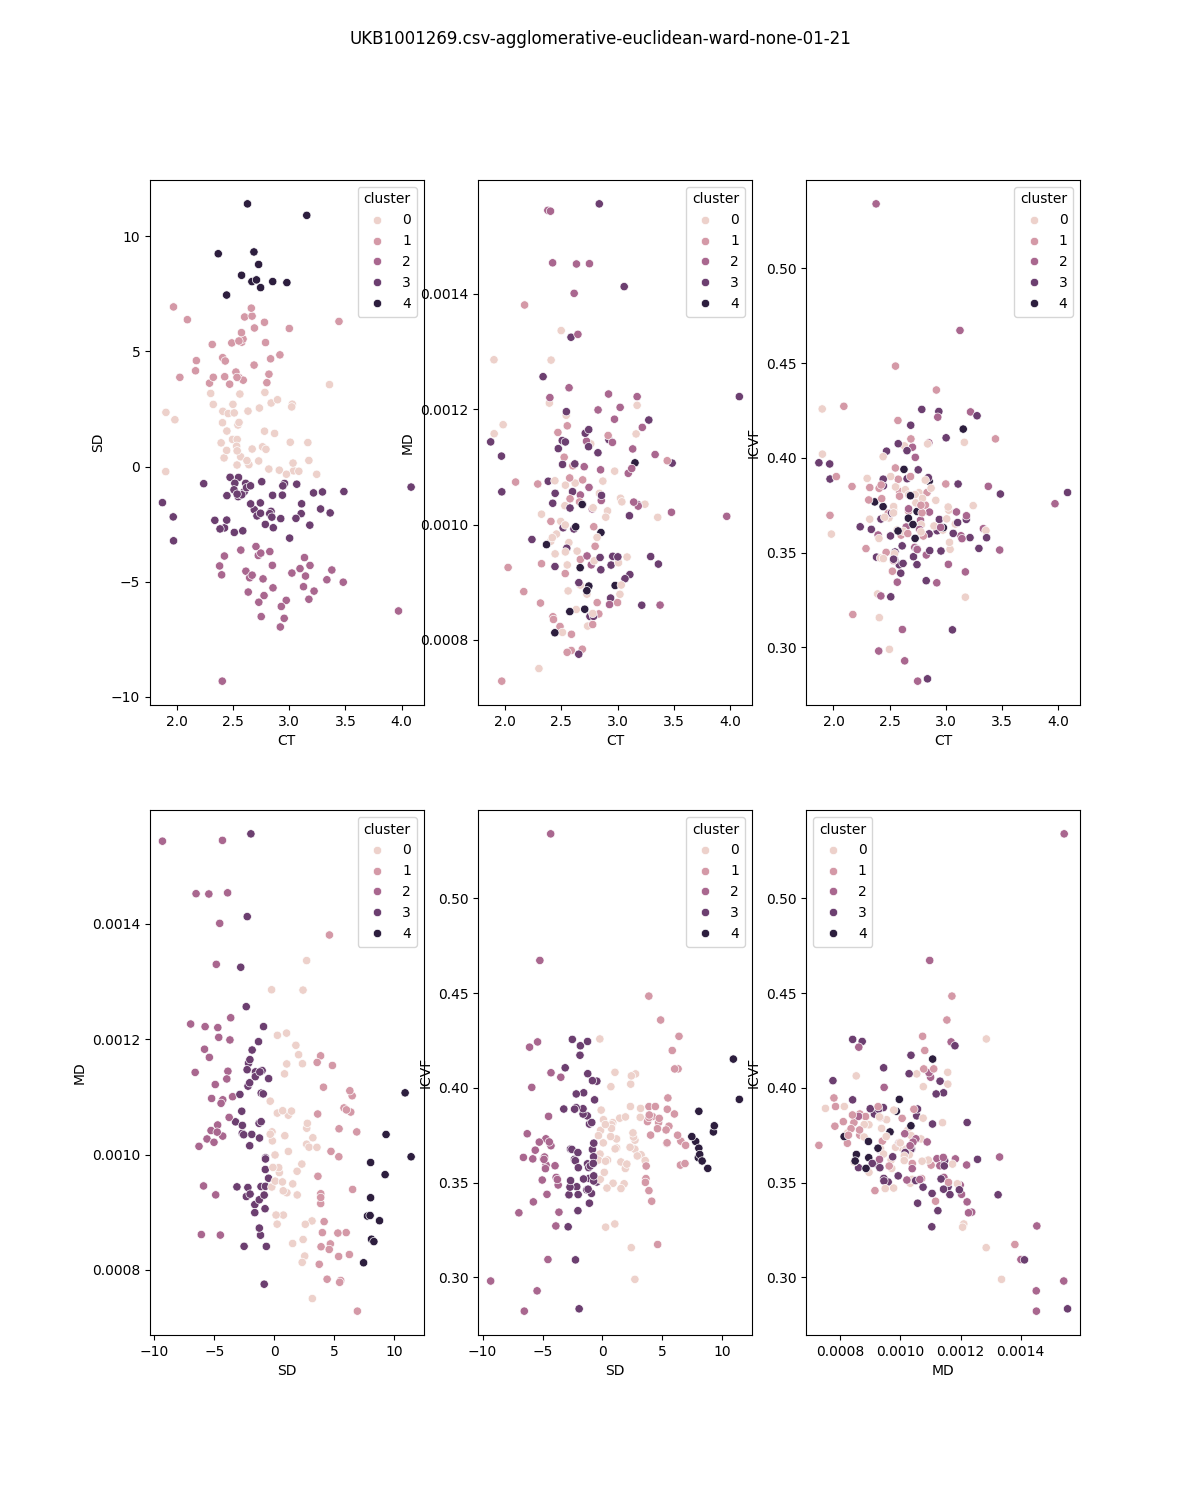 UKB1001269.csv-agglomerative-euclidean-ward-none-01-21
cluster
0
1
2
3
4
10
5
0
−5
−10
2.0 2.5 3.0 3.5 4.0
SD
CT
cluster
0
1
2
3
4
0.0014
0.0012
0.0010
0.0008
2.0 2.5 3.0 3.5 4.0
MD
CT
cluster
0
1
2
3
4
0.50
0.45
0.40
0.35
0.30
2.0 2.5 3.0 3.5 4.0
ICVF
CT
cluster
0
1
2
3
4
0.0014
0.0012
0.0010
0.0008
−10 −5 0 5 10
MD
SD
cluster
0
1
2
3
4
0.50
0.45
0.40
0.35
0.30
−10 −5 0 5 10
ICVF
SD
cluster
0
1
2
3
4
0.50
0.45
0.40
0.35
0.30
0.0008 0.0010 0.0012 0.0014
ICVF
MD